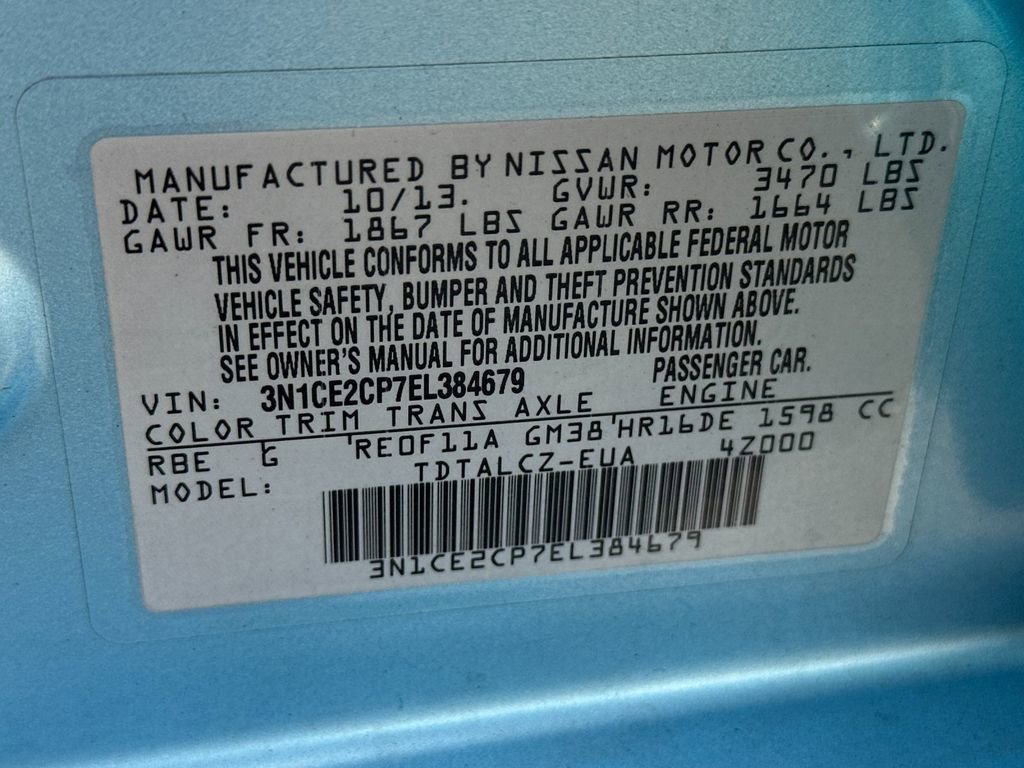 MANUFACTURED BY NISSAN MOTOR CO., LTD.
DATE: 10/13. GVWR: 3470 LBS
GAWR FR: 1867 LBS GAWR RR: 1664 LBS
THIS VEHICLE CONFORMS TO ALL APPLICABLE FEDERAL MOTOR
VEHICLE SAFETY, BUMPER AND THEFT PREVENTION STANDARDS
IN EFFECT ON THE DATE OF MANUFACTURE SHOWN ABOVE.
SEE OWNER'S MANUAL FOR ADDITIONAL INFORMATION.
VIN: 3N1CE2CP7EL384679 PASSENGER CAR.
COLOR TRIM TRANS AXLE ENGINE
RBE G REOF11A GM38 HR16DE 1598 CC
MODEL: TDTALCZ-EUA 4Z000
3N1CE2CP7EL384679